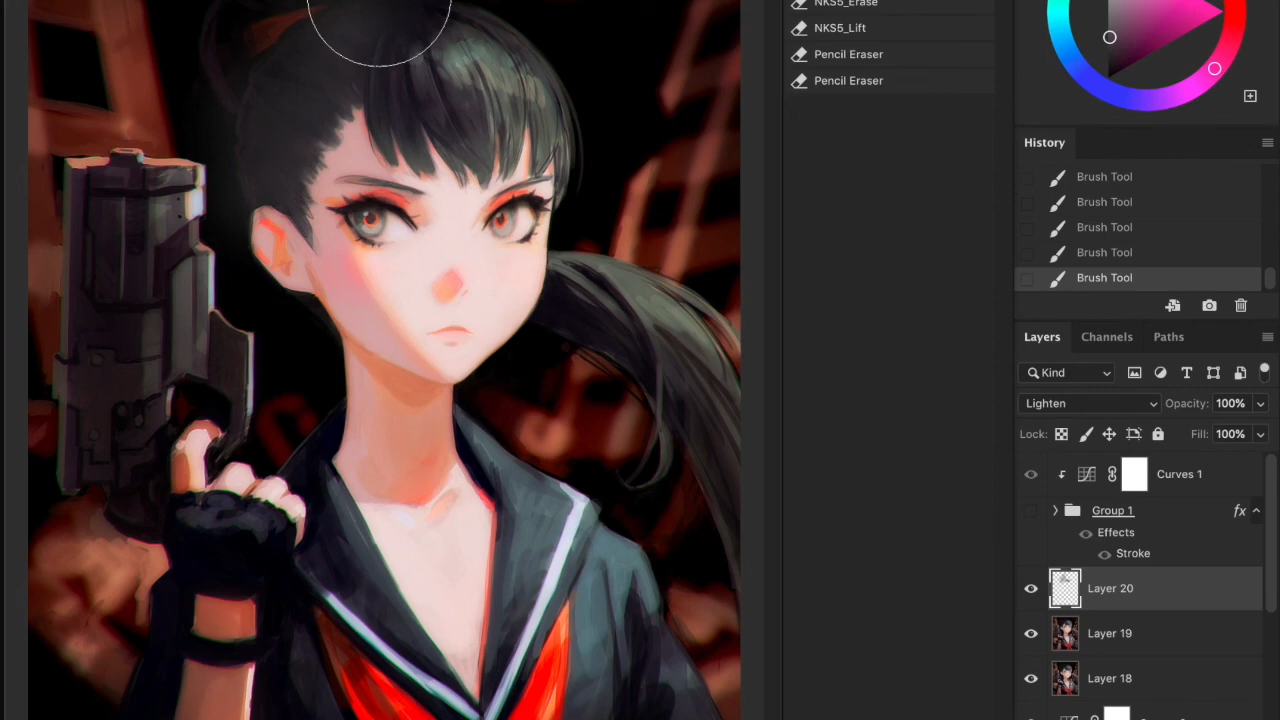 NKS5_Erase
NKS5_Lift
Pencil Eraser
Pencil Eraser
History
Brush Tool
Brush Tool
Brush Tool
Brush Tool
Brush Tool
Layers Channels Paths
Kind
Lighten Opacity: 100%
Lock: Fill: 100%
Curves 1
Group 1 fx
Effects
Stroke
Layer 20
Layer 19
Layer 18